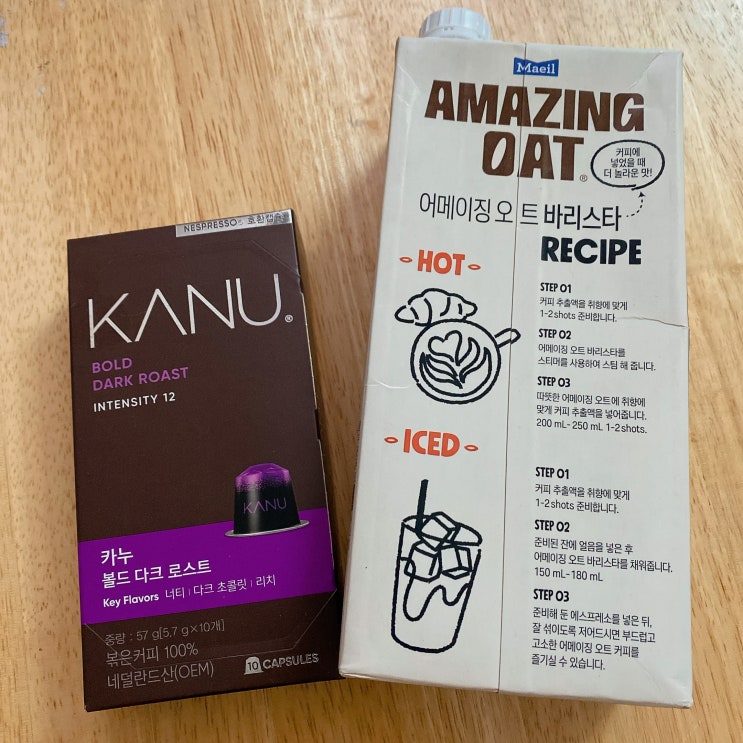 NESPRESSO® 호환캡슐
KANU®
BOLD
DARK ROAST
INTENSITY 12
KANU
카누
볼드 다크 로스트
Key Flavors 너티 | 다크 초콜릿 | 리치
중량 : 57 g[5.7 g×10개]
볶은커피 100%
네덜란드산(OEM)
10 CAPSULES
Maeil
AMAZING
OAT®
커피에
넣었을 때
더 놀라운 맛!
어메이징 오트 바리스타
RECIPE
HOT
STEP 01
커피 추출액을 취향에 맞게
1-2 shots 준비합니다.
STEP 02
어메이징 오트 바리스타를
스티머를 사용하여 스팀 해 줍니다.
STEP 03
따뜻한 어메이징 오트에 취향에
맞게 커피 추출액을 넣어줍니다.
200 mL- 250 mL 1-2 shots.
ICED
STEP 01
커피 추출액을 취향에 맞게
1-2 shots 준비합니다.
STEP 02
준비된 잔에 얼음을 넣은 후
어메이징 오트 바리스타를 채워줍니다.
150 mL- 180 mL
STEP 03
준비해 둔 에스프레소를 넣은 뒤,
잘 섞이도록 저어드시면 부드럽고
고소한 어메이징 오트 커피를
즐기실 수 있습니다.